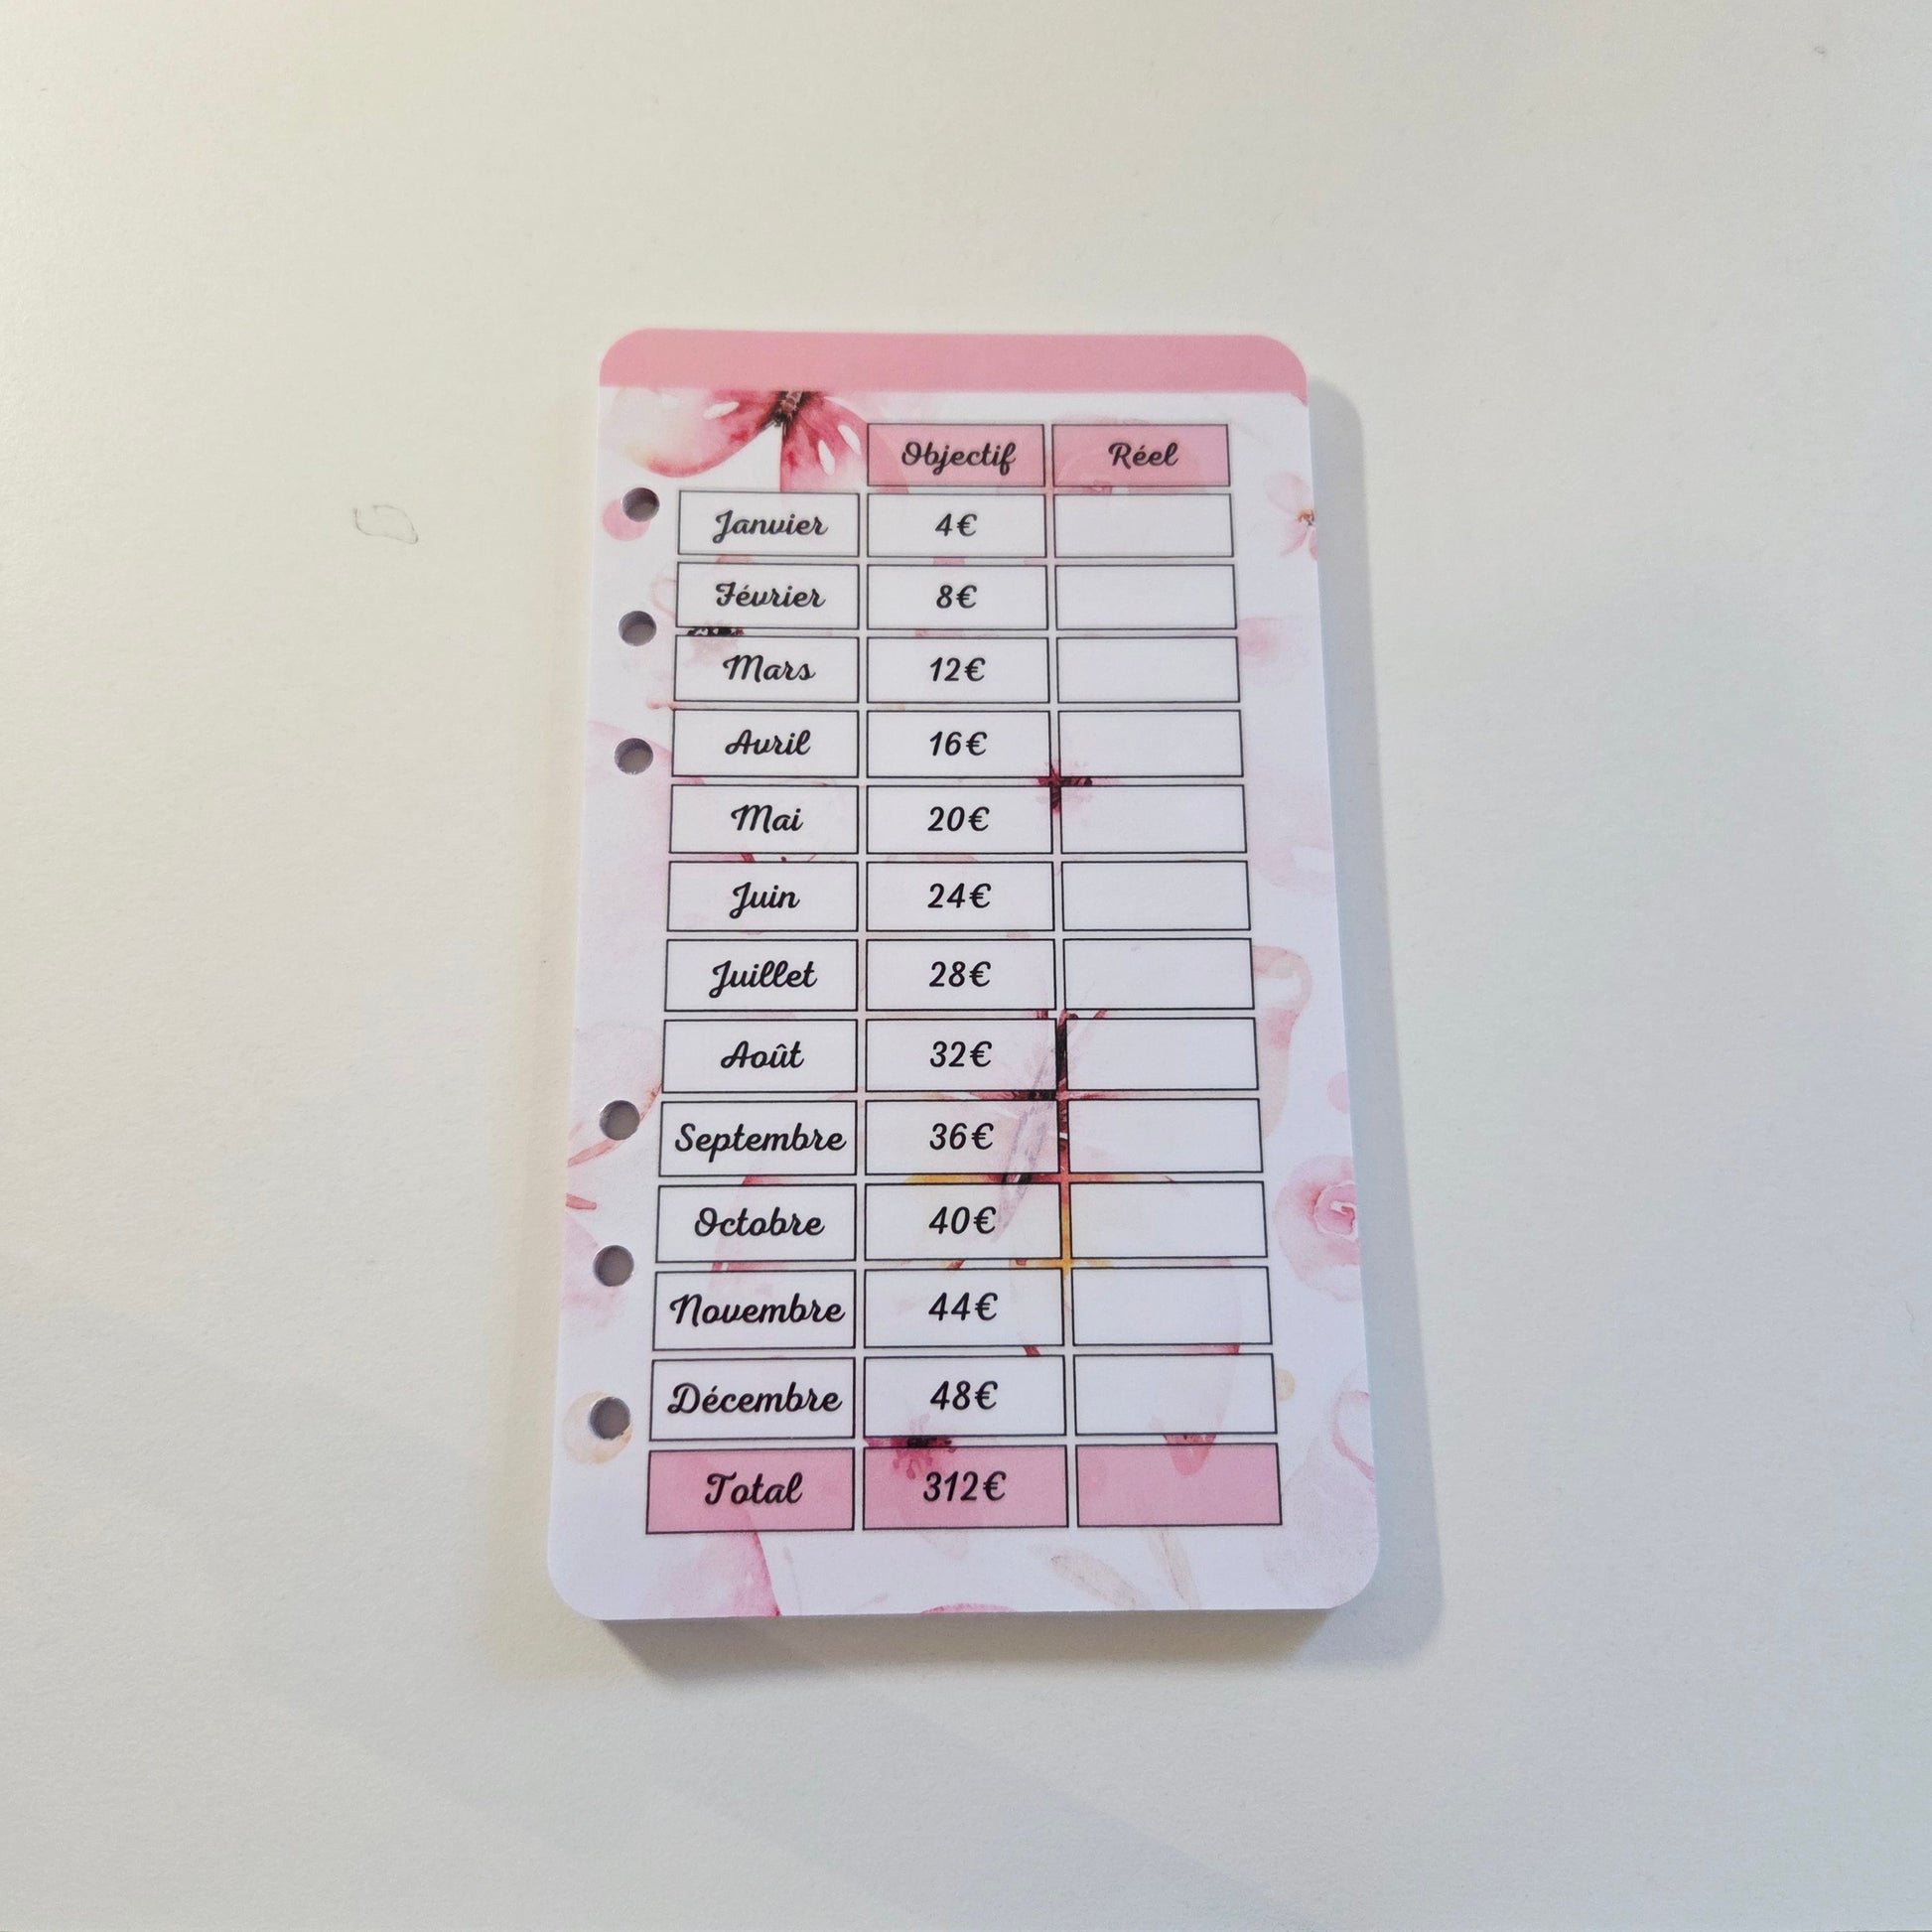 Objectif Réel
Janvier 4€
Février 8€
Mars 12€
Avril 16€
Mai 20€
Juin 24€
Juillet 28€
Août 32€
Septembre 36€
Octobre 40€
Novembre 44€
Décembre 48€
Total 312€